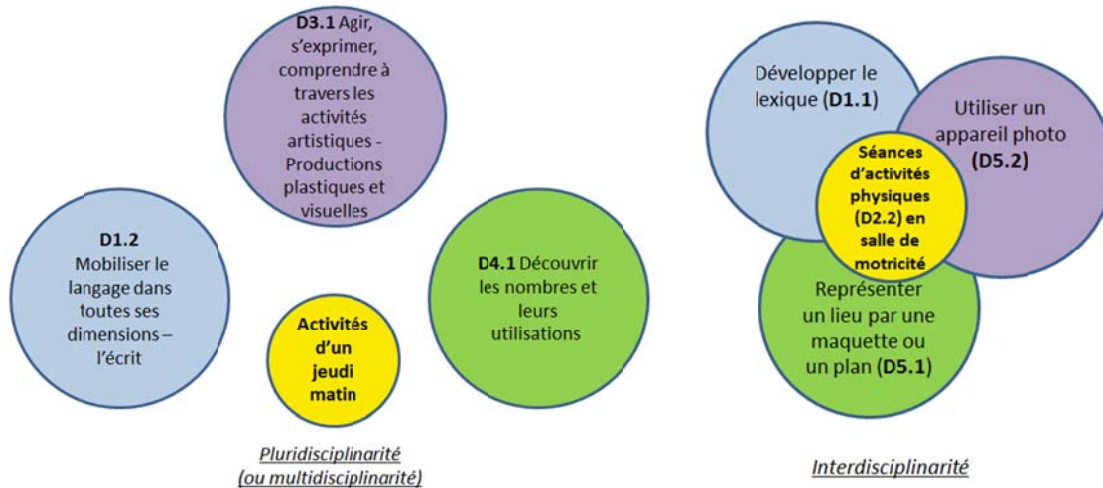 D3.1 Agir,
s’exprimer,
comprendre à
travers les
activités
artistiques -
Productions
plastiques et
visuelles
D1.2
Mobiliser le
langage dans
toutes ses
dimensions –
l’écrit
D4.1 Découvrir
les nombres et
leurs
utilisations
Activités
d’un
jeudi
matin
Pluridisciplinarité
(ou multidisciplinarité)
Développer le
lexique (D1.1)
Utiliser un
appareil photo
(D5.2)
Séances
d’activités
physiques
(D2.2) en
salle de
motricité
Représenter
un lieu par une
maquette ou
un plan (D5.1)
Interdisciplinarité